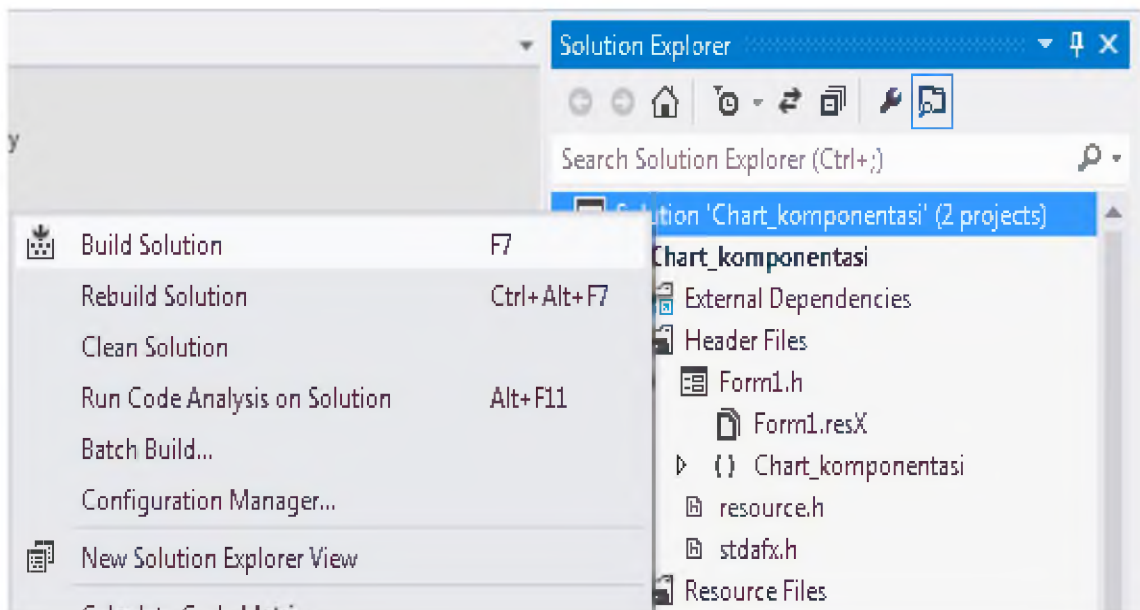 Solution Explorer
y
Search Solution Explorer (Ctrl+;)
Solution 'Chart_komponentasi' (2 projects)
Build Solution F7
Chart_komponentasi
Rebuild Solution Ctrl+Alt+F7
External Dependencies
Clean Solution
Header Files
Form1.h
Run Code Analysis on Solution Alt+F11
Form1.resX
Batch Build...
{} Chart_komponentasi
Configuration Manager...
resource.h
New Solution Explorer View
stdafx.h
Resource Files